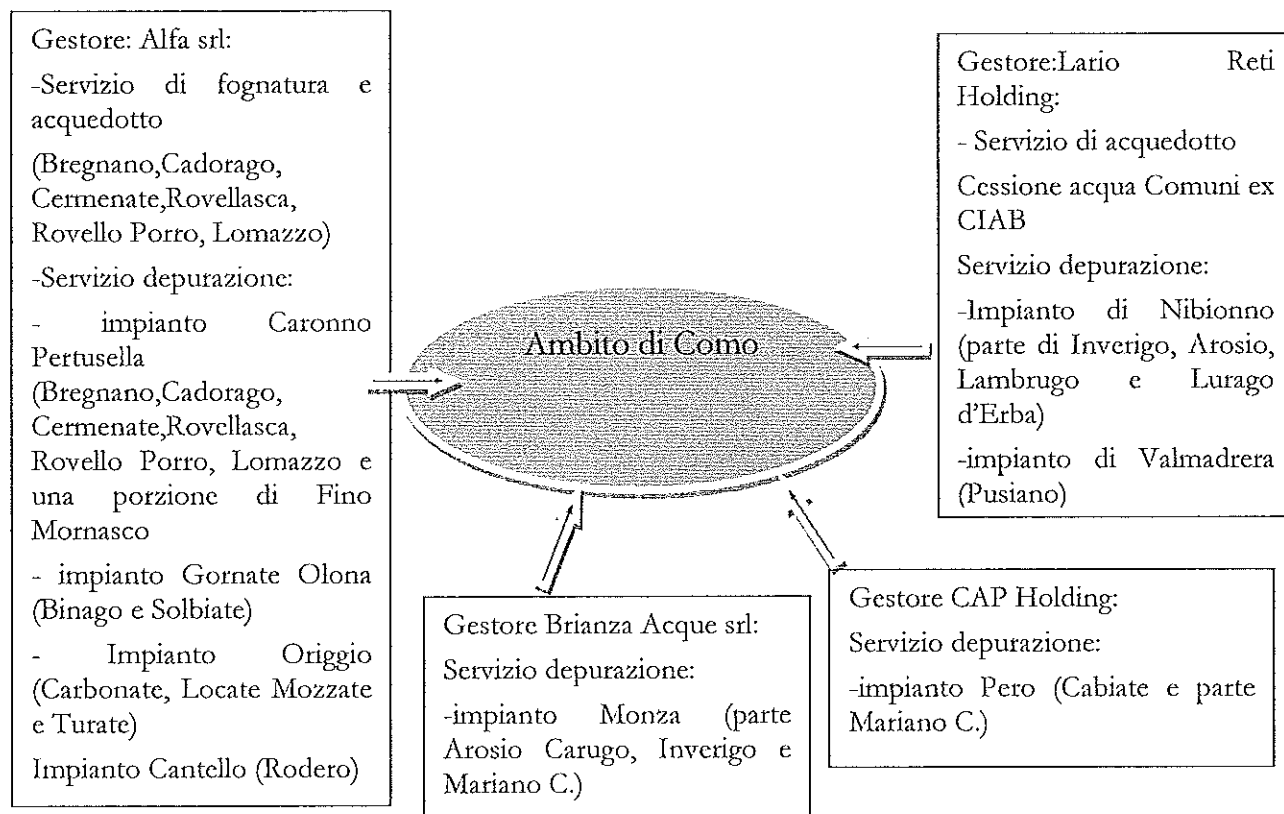 Gestore: Alfa srl:
-Servizio di fognatura e
acquedotto
(Bregnano,Cadorago,
Cermenate,Rovellasca,
Rovello Porro, Lomazzo)
-Servizio depurazione:
- impianto Caronno
Pertusella
(Bregnano,Cadorago,
Cermenate,Rovellasca,
Rovello Porro, Lomazzo e
una porzione di Fino
Mornasco
- impianto Gornate Olona
(Binago e Solbiate)
- Impianto Origgio
(Carbonate, Locate Mozzate
e Turate)
Impianto Cantello (Rodero)
Ambito di Como
Gestore:Lario Reti
Holding:
- Servizio di acquedotto
Cessione acqua Comuni ex
CIAB
Servizio depurazione:
-Impianto di Nibionno
(parte di Inverigo, Arosio,
Lambrugo e Lurago
d'Erba)
-impianto di Valmadrera
(Pusiano)
Gestore Brianza Acque srl:
Servizio depurazione:
-impianto Monza (parte
Arosio Carugo, Inverigo e
Mariano C.)
Gestore CAP Holding:
Servizio depurazione:
-impianto Pero (Cabiate e parte
Mariano C.)